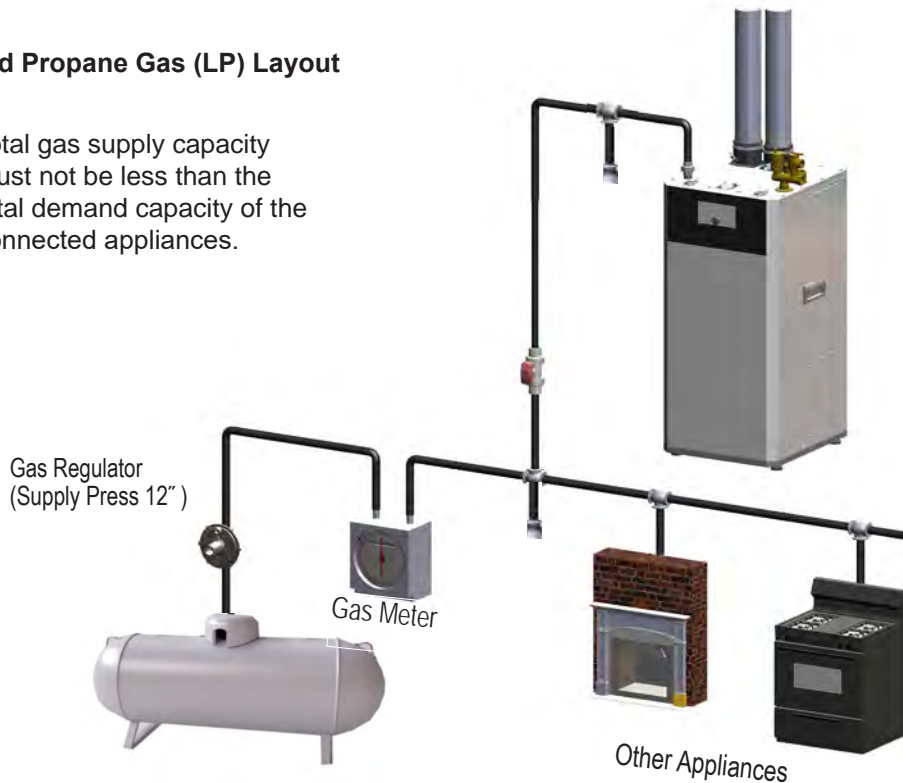 d Propane Gas (LP) Layout
otal gas supply capacity
ust not be less than the
tal demand capacity of the
onnected appliances.
Gas Regulator
(Supply Press 12˝ )
Gas Meter
Other Appliances